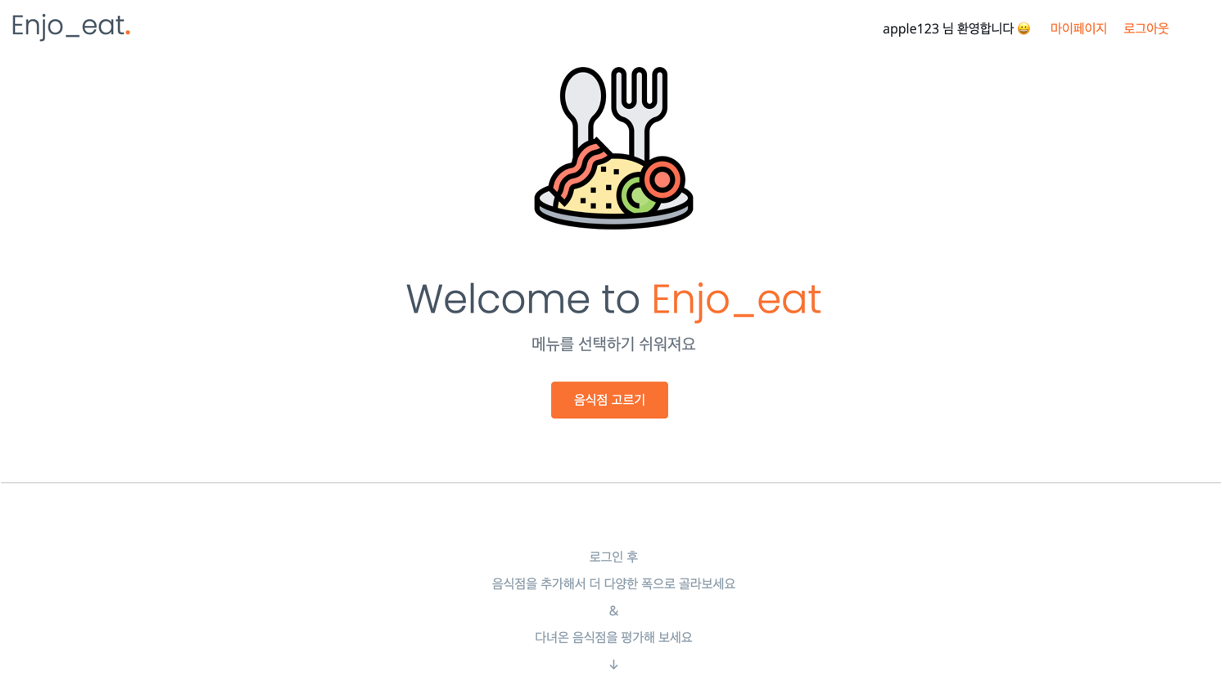 Enjo_eat.
apple123 님 환영합니다 😀 마이페이지 로그아웃
Welcome to Enjo_eat
메뉴를 선택하기 쉬워져요
음식점 고르기
로그인 후
음식점을 추가해서 더 다양한 폭으로 골라보세요
&
다녀온 음식점을 평가해 보세요
↓